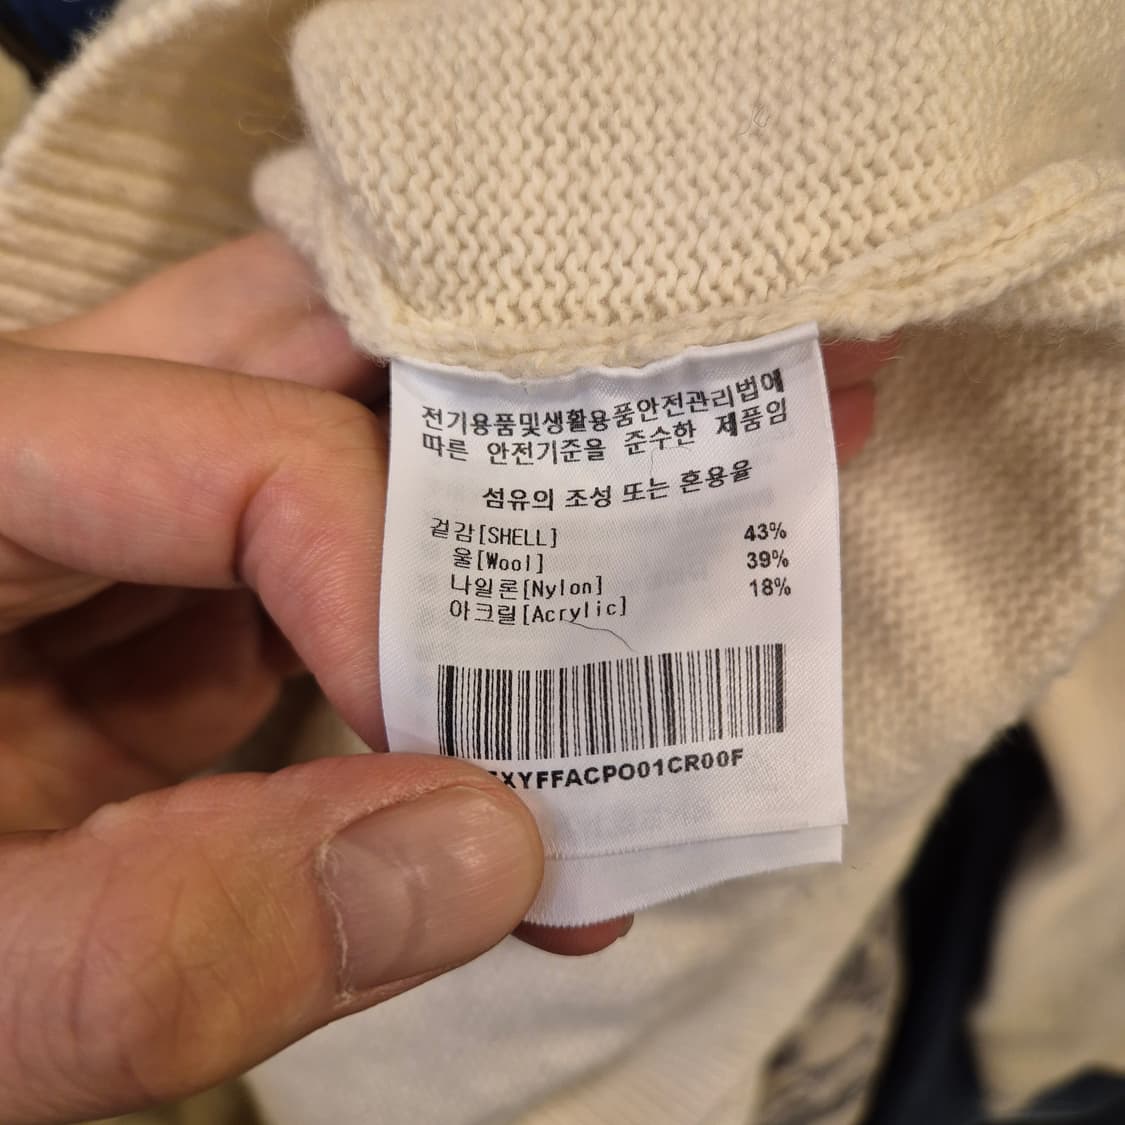 전기용품및생활용품안전관리법에
따른 안전기준을 준수한 제품임
섬유의 조성 또는 혼용율
겉감[SHELL] 43%
울[Wool] 39%
나일론[Nylon] 18%
아크릴[Acrylic]
XYFFACPO01CR00F